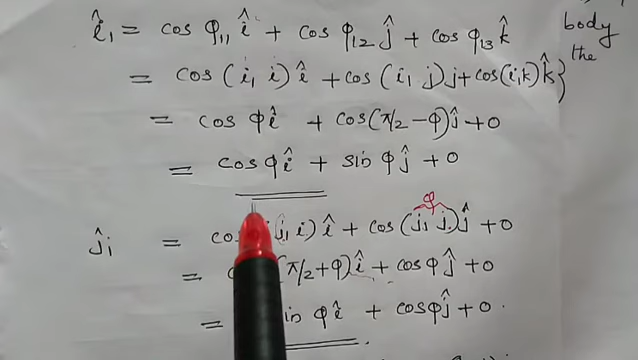 î₁ = cos φ₁₁ î + cos φ₁₂ ĵ + cos φ₁₃ k̂
body
the
= cos (i₁ i) î + cos (i₁ j) j + cos(i,k) k̂}
= cos φ î + cos(π/2 − φ) ĵ + 0
= cos φ î + sin φ ĵ + 0
φ
ĵ₁ = co (j₁ i) î + cos (j₁ j) ĵ + 0
= (π/2 + φ) î + cos φ ĵ + 0
= in φ î + cos φ ĵ + 0.